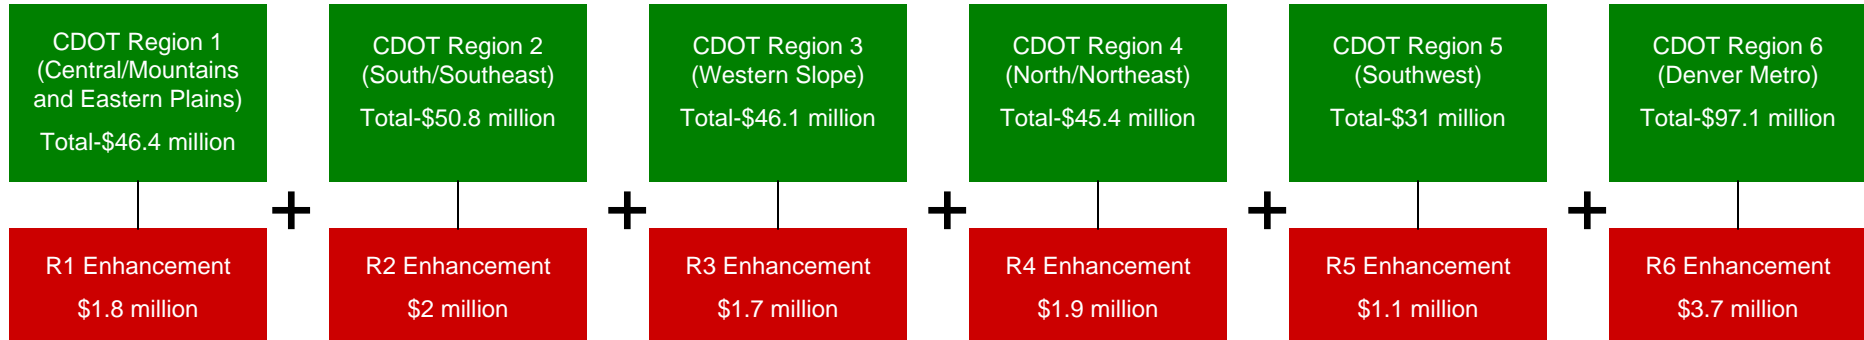 CDOT Region 1
(Central/Mountains
and Eastern Plains)
Total-$46.4 million
CDOT Region 2
(South/Southeast)
Total-$50.8 million
CDOT Region 3
(Western Slope)
Total-$46.1 million
CDOT Region 4
(North/Northeast)
Total-$45.4 million
CDOT Region 5
(Southwest)
Total-$31 million
CDOT Region 6
(Denver Metro)
Total-$97.1 million
+
+
+
+
+
R1 Enhancement
$1.8 million
R2 Enhancement
$2 million
R3 Enhancement
$1.7 million
R4 Enhancement
$1.9 million
R5 Enhancement
$1.1 million
R6 Enhancement
$3.7 million